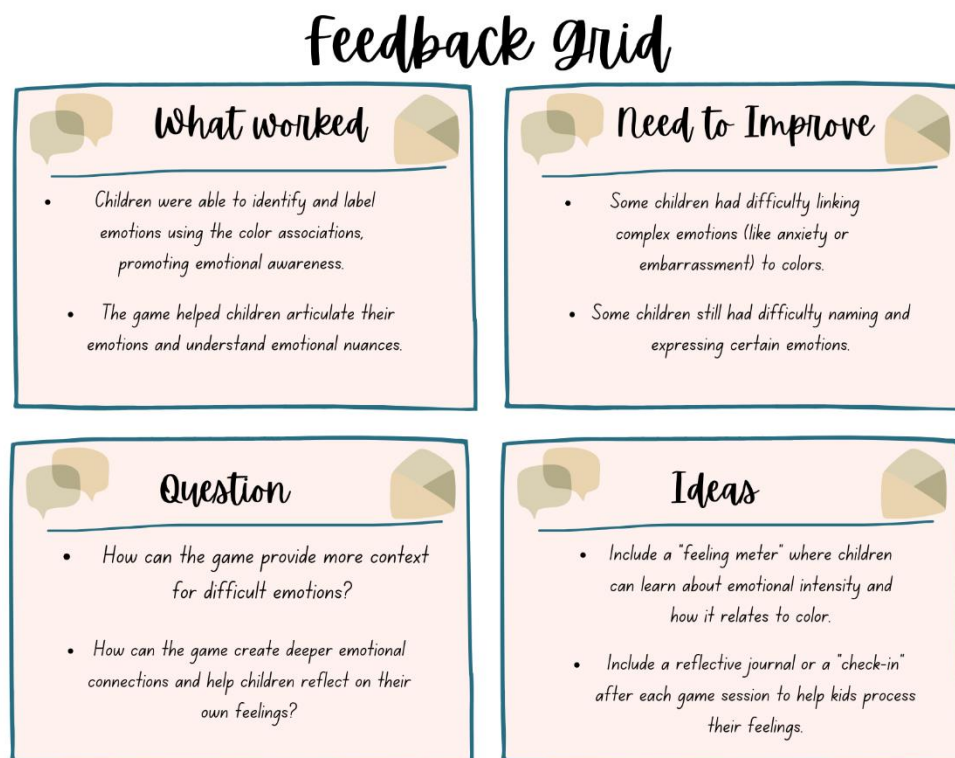 Feedback grid
What worked
• Children were able to identify and label
emotions using the color associations,
promoting emotional awareness.
• The game helped children articulate their
emotions and understand emotional nuances.
Need to Improve
• Some children had difficulty linking
complex emotions (like anxiety or
embarrassment) to colors.
• Some children still had difficulty naming and
expressing certain emotions.
Question
• How can the game provide more context
for difficult emotions?
• How can the game create deeper emotional
connections and help children reflect on their
own feelings?
Ideas
• Include a "feeling meter" where children
can learn about emotional intensity and
how it relates to color.
• Include a reflective journal or a "check-in"
after each game session to help kids process
their feelings.